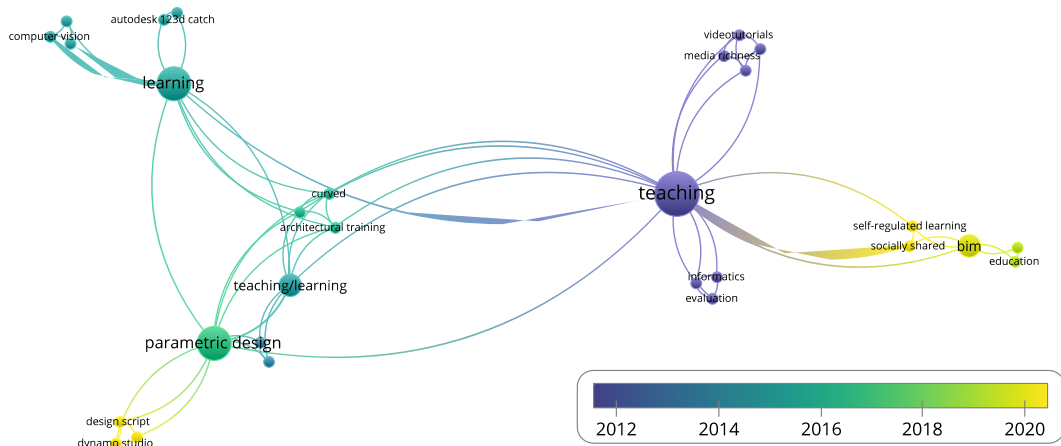 autodesk 123d catch
computer vision
videotutorials
media richness
learning
teaching
curved
architectural training
self-regulated learning
socially shared
bim
education
informatics
teaching/learning
evaluation
parametric design
design script
dynamo studio
2012 2014 2016 2018 2020